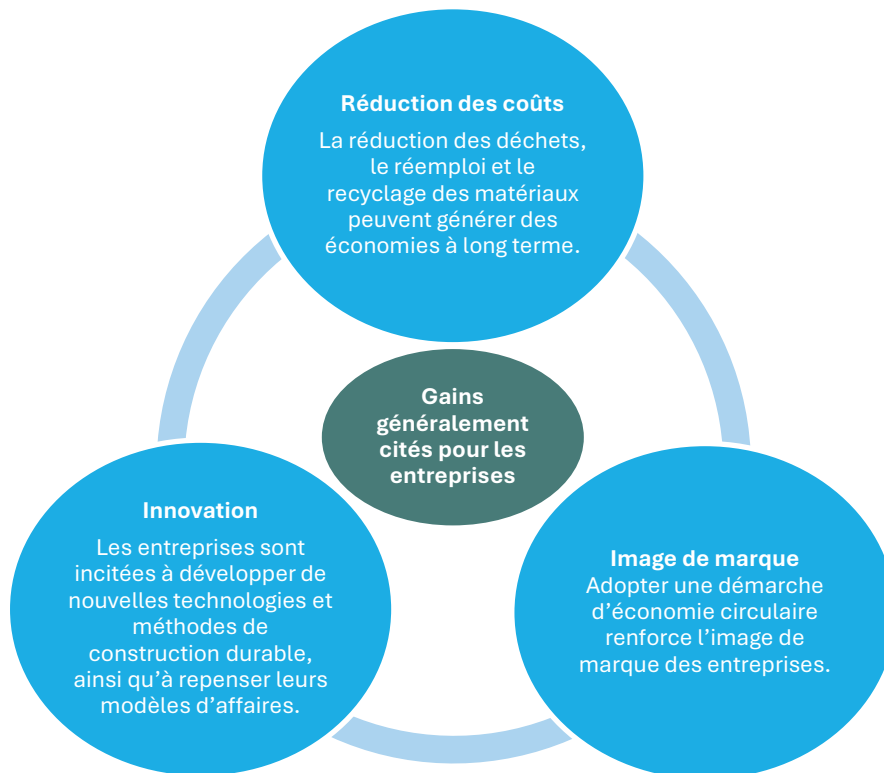 Réduction des coûts
La réduction des déchets,
le réemploi et le
recyclage des matériaux
peuvent générer des
économies à long terme.
Gains
généralement
cités pour les
entreprises
Innovation
Les entreprises sont
incitées à développer de
nouvelles technologies et
méthodes de
construction durable,
ainsi qu’à repenser leurs
modèles d’affaires.
Image de marque
Adopter une démarche
d’économie circulaire
renforce l’image de
marque des entreprises.